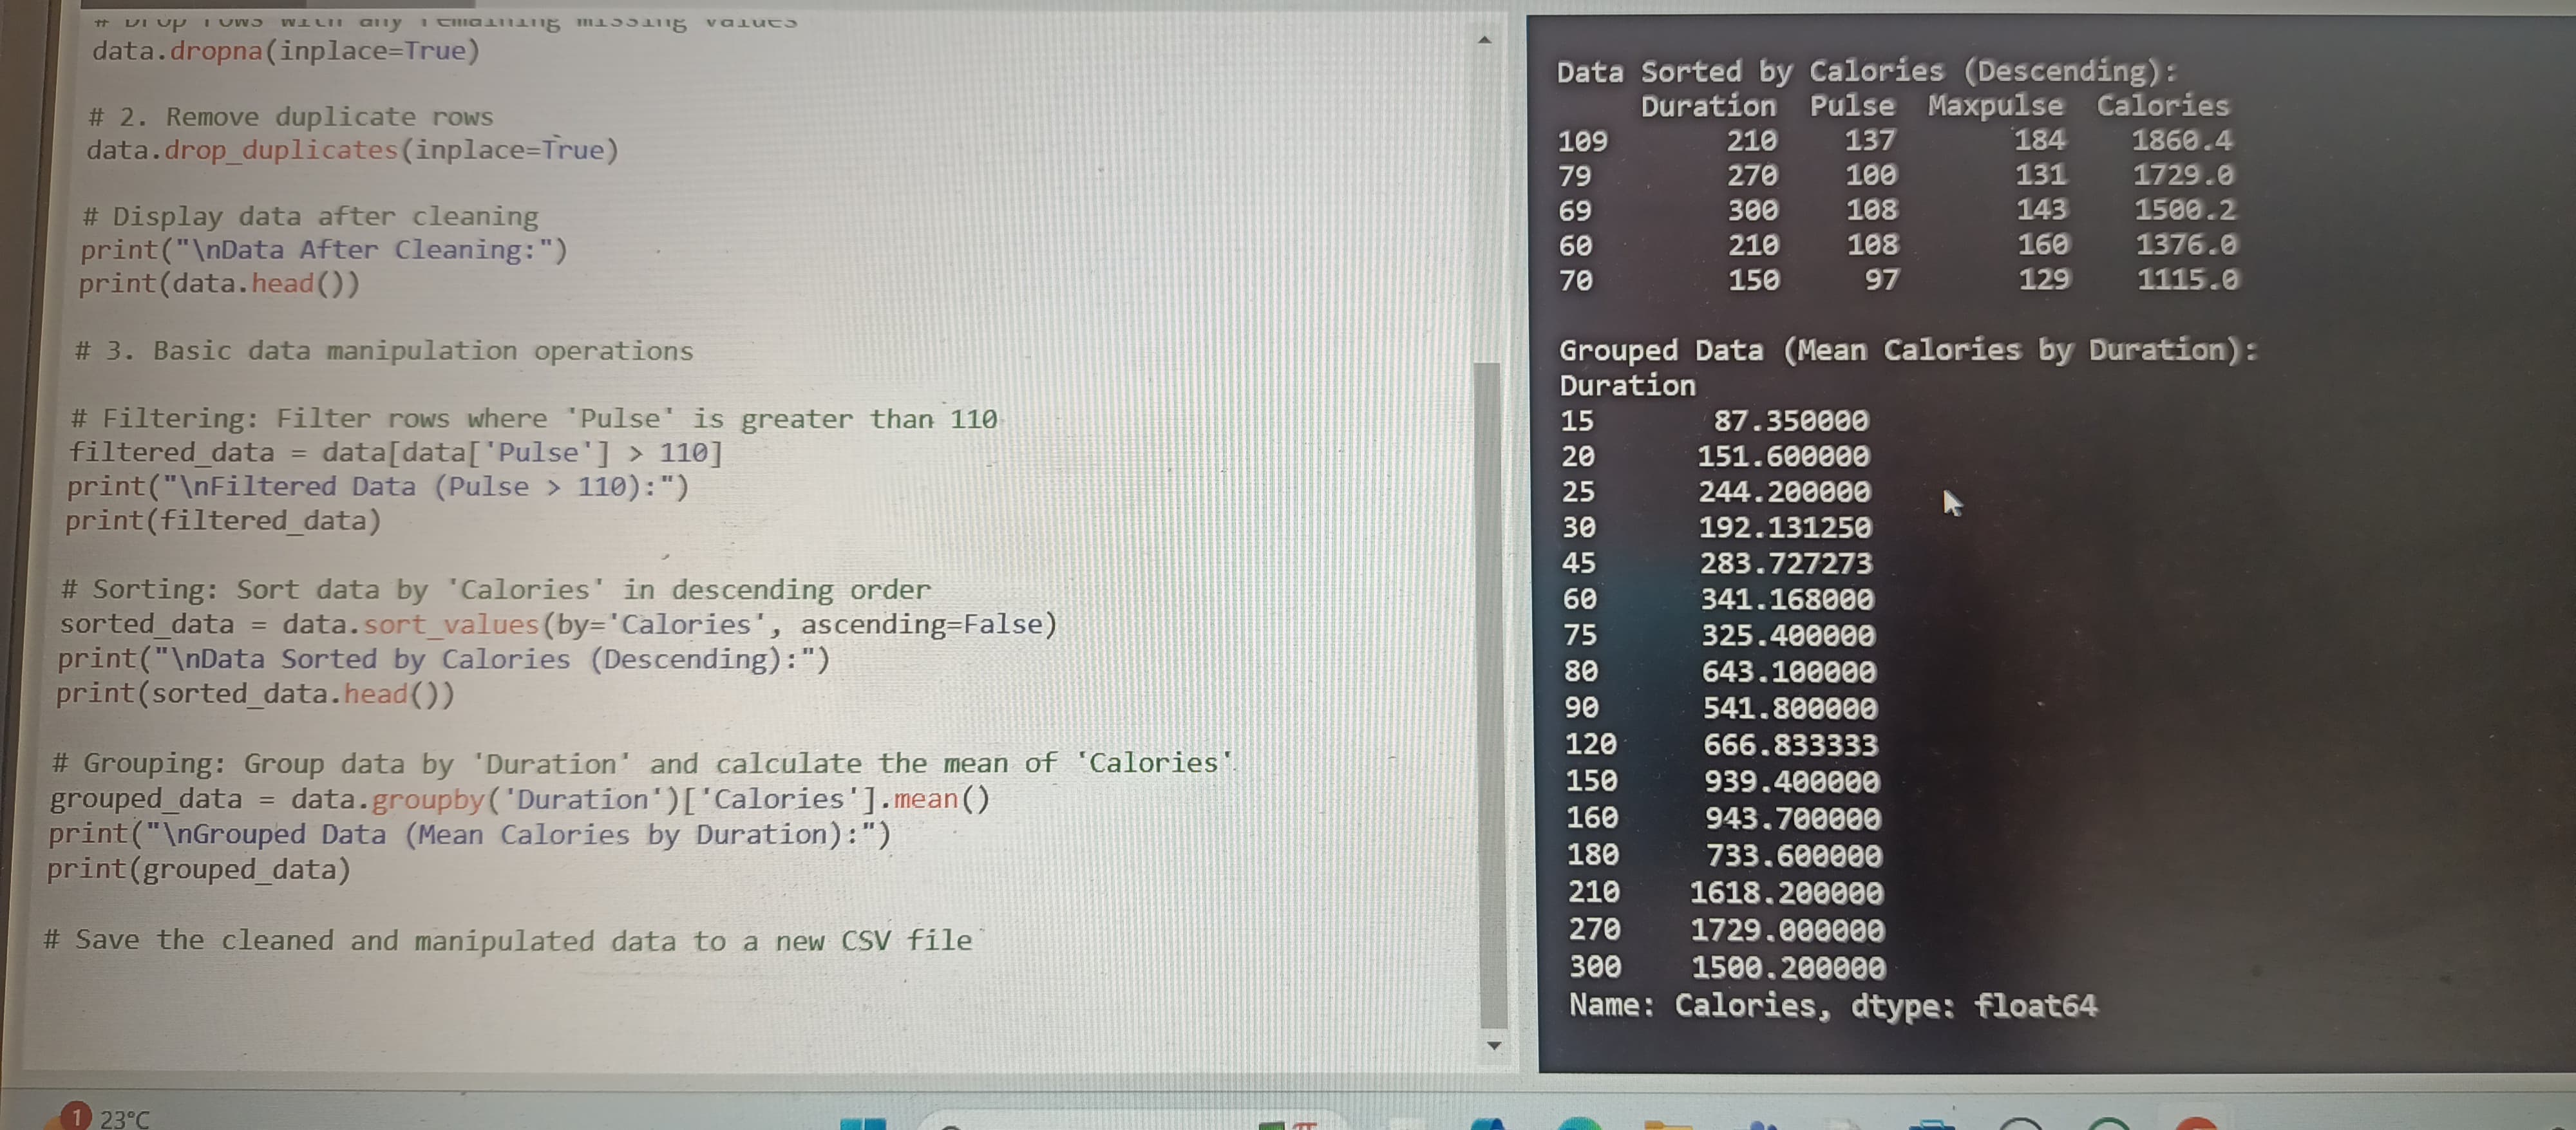 # Drop rows with any remaining missing values
data.dropna(inplace=True)
# 2. Remove duplicate rows
data.drop_duplicates(inplace=True)
# Display data after cleaning
print("\nData After Cleaning:")
print(data.head())
# 3. Basic data manipulation operations
# Filtering: Filter rows where 'Pulse' is greater than 110
filtered_data = data[data['Pulse'] > 110]
print("\nFiltered Data (Pulse > 110):")
print(filtered_data)
# Sorting: Sort data by 'Calories' in descending order
sorted_data = data.sort_values(by='Calories', ascending=False)
print("\nData Sorted by Calories (Descending):")
print(sorted_data.head())
# Grouping: Group data by 'Duration' and calculate the mean of 'Calories'
grouped_data = data.groupby('Duration')['Calories'].mean()
print("\nGrouped Data (Mean Calories by Duration):")
print(grouped_data)
# Save the cleaned and manipulated data to a new CSV file
Data Sorted by Calories (Descending):
Duration Pulse Maxpulse Calories
109 210 137 184 1860.4
79 270 100 131 1729.0
69 300 108 143 1500.2
60 210 108 160 1376.0
70 150 97 129 1115.0
Grouped Data (Mean Calories by Duration):
Duration
15 87.350000
20 151.600000
25 244.200000
30 192.131250
45 283.727273
60 341.168000
75 325.400000
80 643.100000
90 541.800000
120 666.833333
150 939.400000
160 943.700000
180 733.600000
210 1618.200000
270 1729.000000
300 1500.200000
Name: Calories, dtype: float64
1 23°C